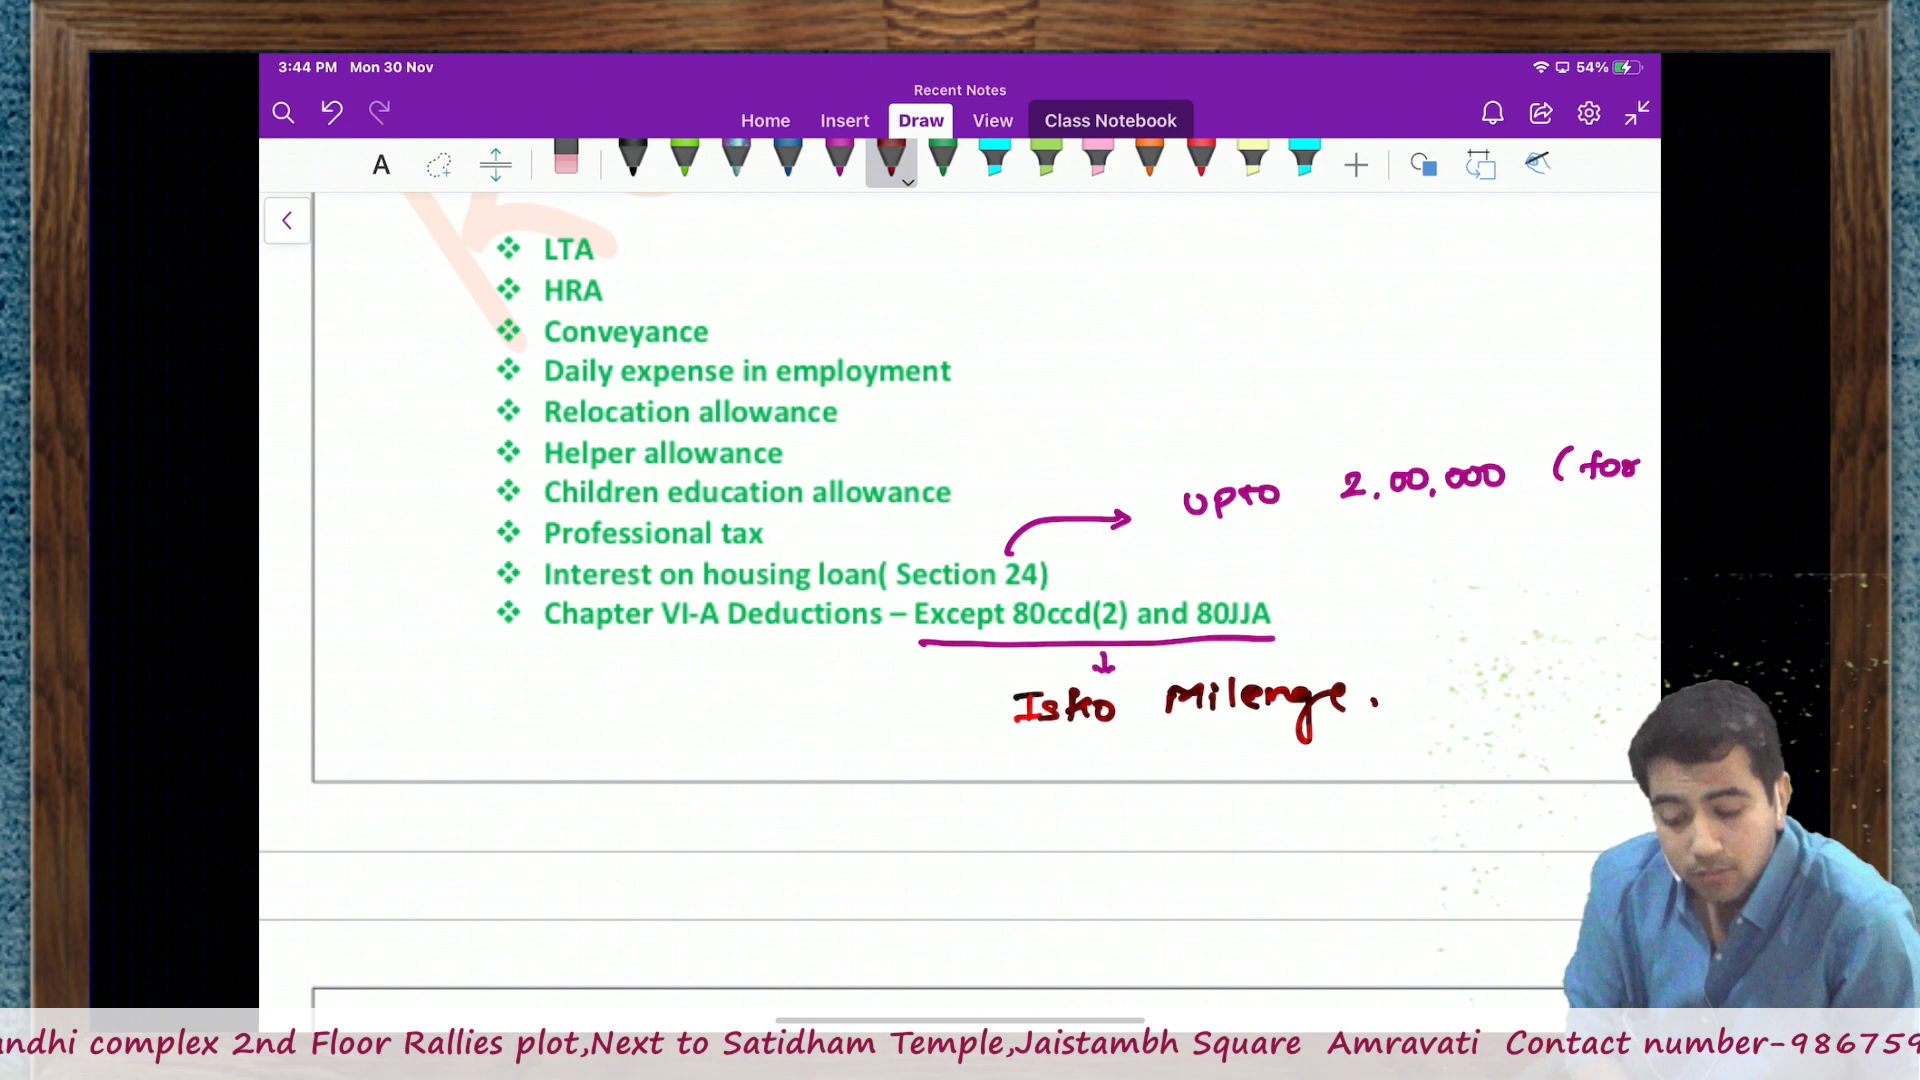 3:44 PM Mon 30 Nov
54%
Recent Notes
Home Insert Draw View Class Notebook
A
LTA
HRA
Conveyance
Daily expense in employment
Relocation allowance
Helper allowance
Children education allowance
upto 2,00,000 (for
Professional tax
Interest on housing loan( Section 24)
Chapter VI-A Deductions – Except 80ccd(2) and 80JJA
Isko Milenge.
ndhi complex 2nd Floor Rallies plot,Next to Satidham Temple,Jaistambh Square Amravati Contact number-986759